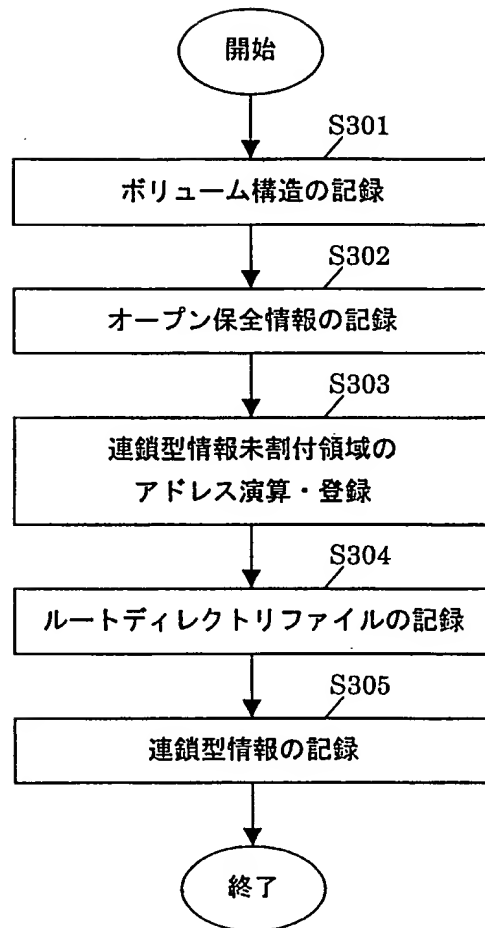 開始
S301
ボリューム構造の記録
S302
オープン保全情報の記録
S303
連鎖型情報未割付領域の
アドレス演算・登録
S304
ルートディレクトリファイルの記録
S305
連鎖型情報の記録
終了